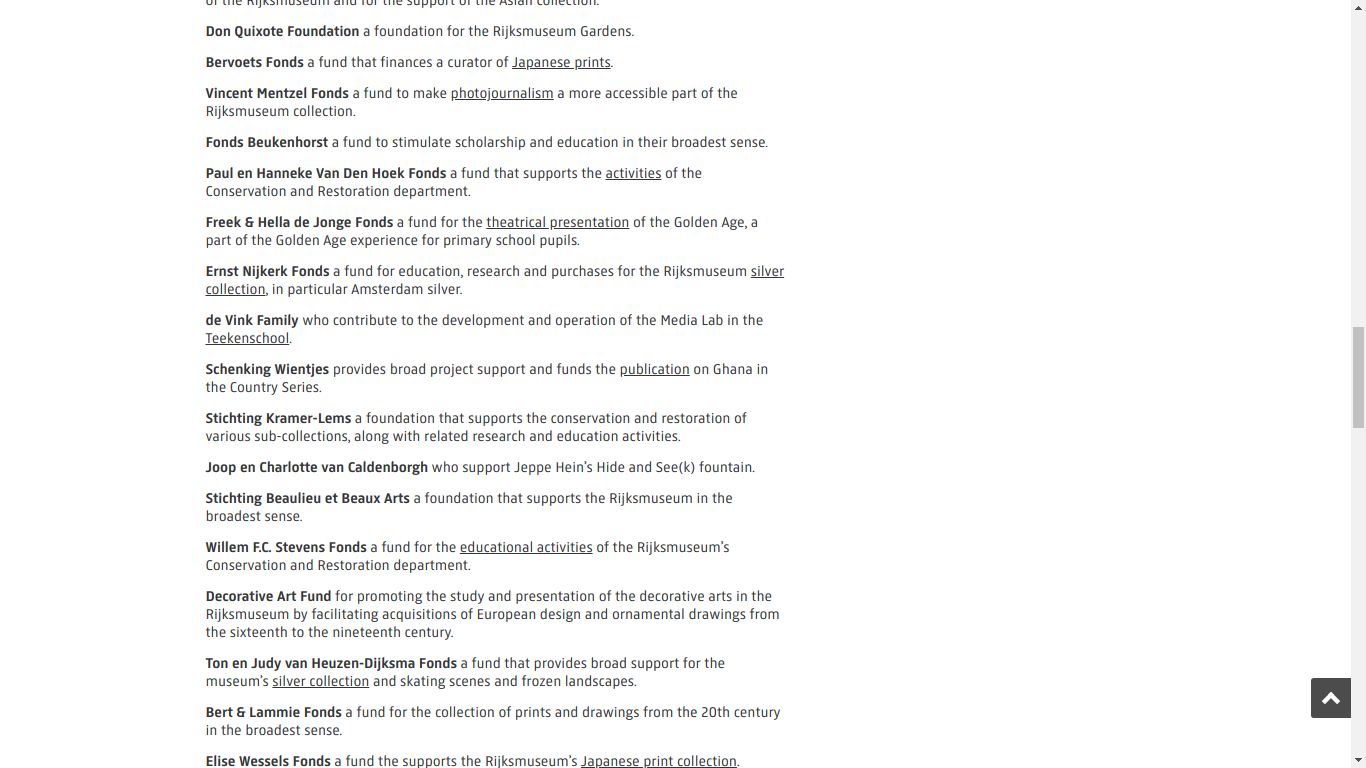 of the Rijksmuseum and for the support of the Asian collection.
Don Quixote Foundation a foundation for the Rijksmuseum Gardens.
Bervoets Fonds a fund that finances a curator of Japanese prints.
Vincent Mentzel Fonds a fund to make photojournalism a more accessible part of the
Rijksmuseum collection.
Fonds Beukenhorst a fund to stimulate scholarship and education in their broadest sense.
Paul en Hanneke Van Den Hoek Fonds a fund that supports the activities of the
Conservation and Restoration department.
Freek & Hella de Jonge Fonds a fund for the theatrical presentation of the Golden Age, a
part of the Golden Age experience for primary school pupils.
Ernst Nijkerk Fonds a fund for education, research and purchases for the Rijksmuseum silver
collection, in particular Amsterdam silver.
de Vink Family who contribute to the development and operation of the Media Lab in the
Teekenschool.
Schenking Wientjes provides broad project support and funds the publication on Ghana in
the Country Series.
Stichting Kramer-Lems a foundation that supports the conservation and restoration of
various sub-collections, along with related research and education activities.
Joop en Charlotte van Caldenborgh who support Jeppe Hein's Hide and See(k) fountain.
Stichting Beaulieu et Beaux Arts a foundation that supports the Rijksmuseum in the
broadest sense.
Willem F.C. Stevens Fonds a fund for the educational activities of the Rijksmuseum's
Conservation and Restoration department.
Decorative Art Fund for promoting the study and presentation of the decorative arts in the
Rijksmuseum by facilitating acquisitions of European design and ornamental drawings from
the sixteenth to the nineteenth century.
Ton en Judy van Heuzen-Dijksma Fonds a fund that provides broad support for the
museum's silver collection and skating scenes and frozen landscapes.
Bert & Lammie Fonds a fund for the collection of prints and drawings from the 20th century
in the broadest sense.
Elise Wessels Fonds a fund the supports the Rijksmuseum's Japanese print collection.